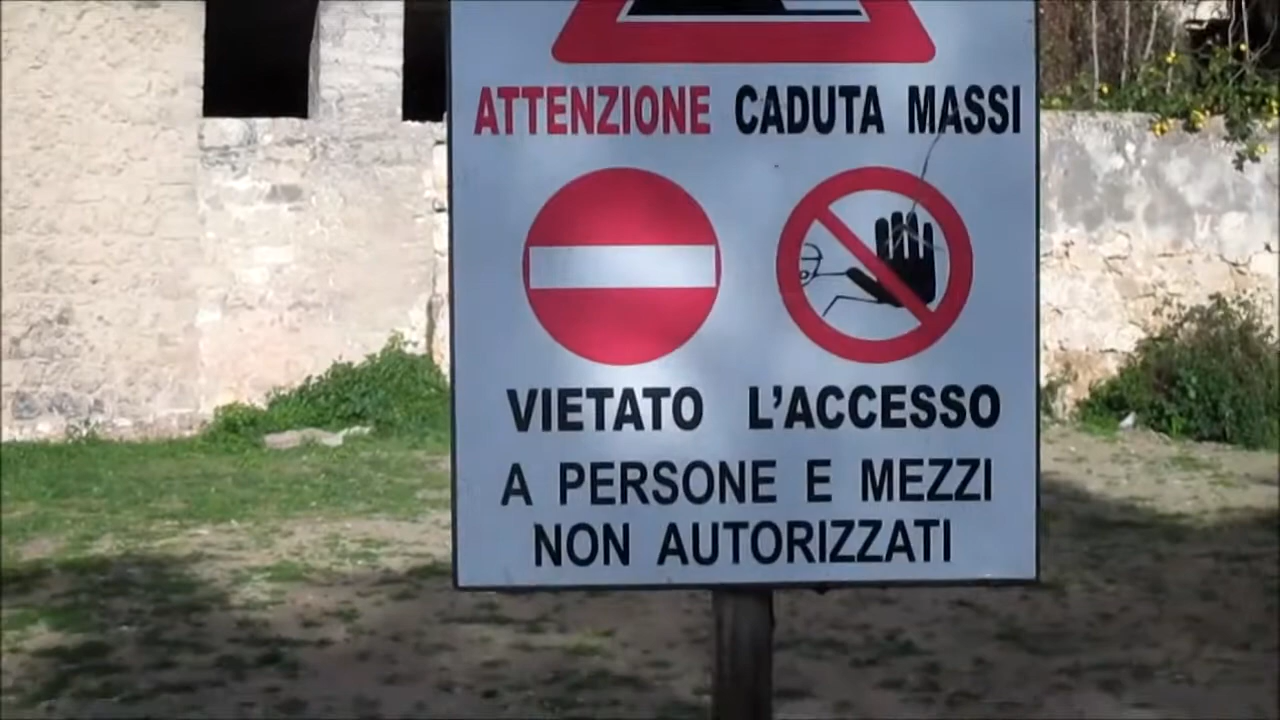 ATTENZIONE CADUTA MASSI
VIETATO L'ACCESSO
A PERSONE E MEZZI
NON AUTORIZZATI